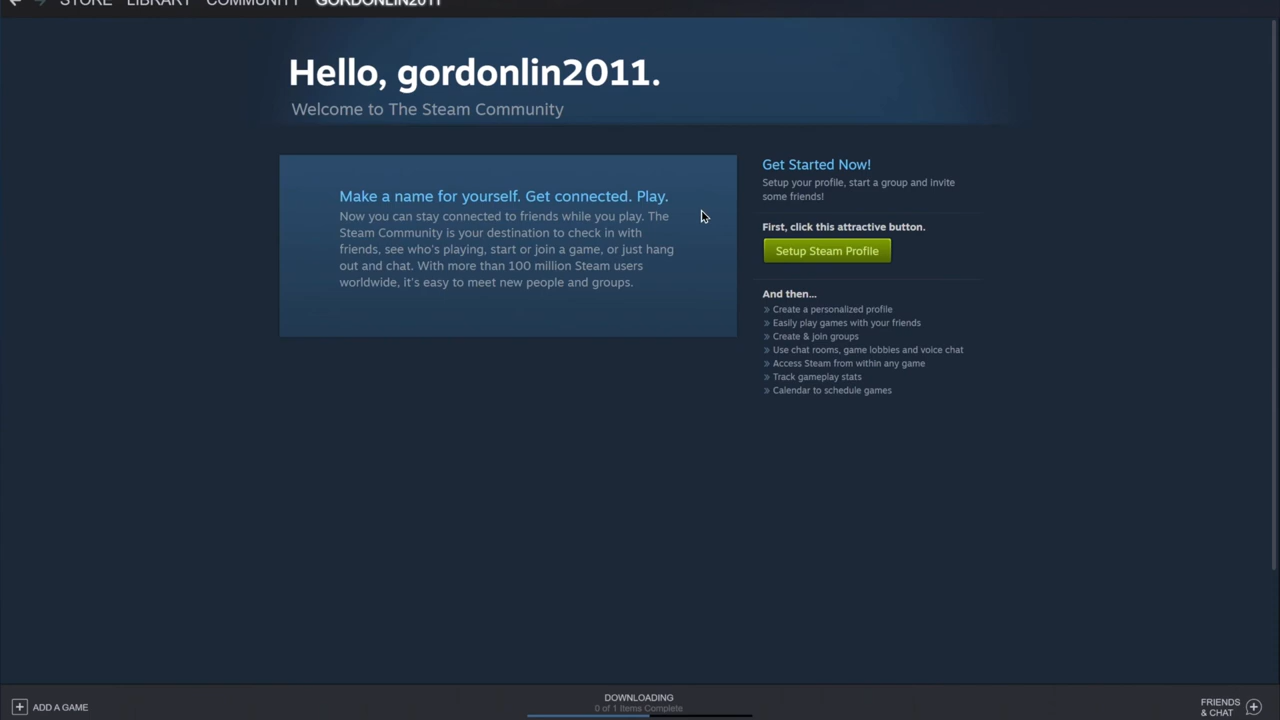 STORE LIBRARY COMMUNITY GORDONLIN2011
Hello, gordonlin2011.
Welcome to The Steam Community
Make a name for yourself. Get connected. Play.
Now you can stay connected to friends while you play. The
Steam Community is your destination to check in with
friends, see who's playing, start or join a game, or just hang
out and chat. With more than 100 million Steam users
worldwide, it's easy to meet new people and groups.
Get Started Now!
Setup your profile, start a group and invite
some friends!
First, click this attractive button.
Setup Steam Profile
And then...
» Create a personalized profile
» Easily play games with your friends
» Create & join groups
» Use chat rooms, game lobbies and voice chat
» Access Steam from within any game
» Track gameplay stats
» Calendar to schedule games
ADD A GAME
DOWNLOADING
0 of 1 Items Complete
FRIENDS
& CHAT